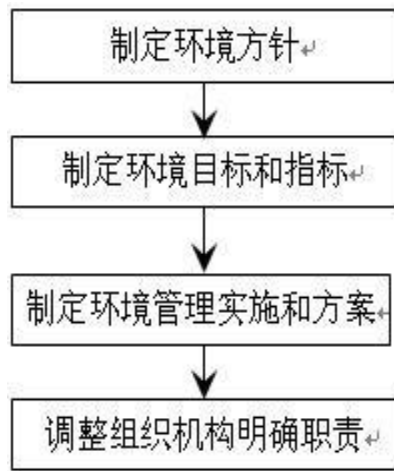 制定环境方针
制定环境目标和指标
制定环境管理实施和方案
调整组织机构明确职责